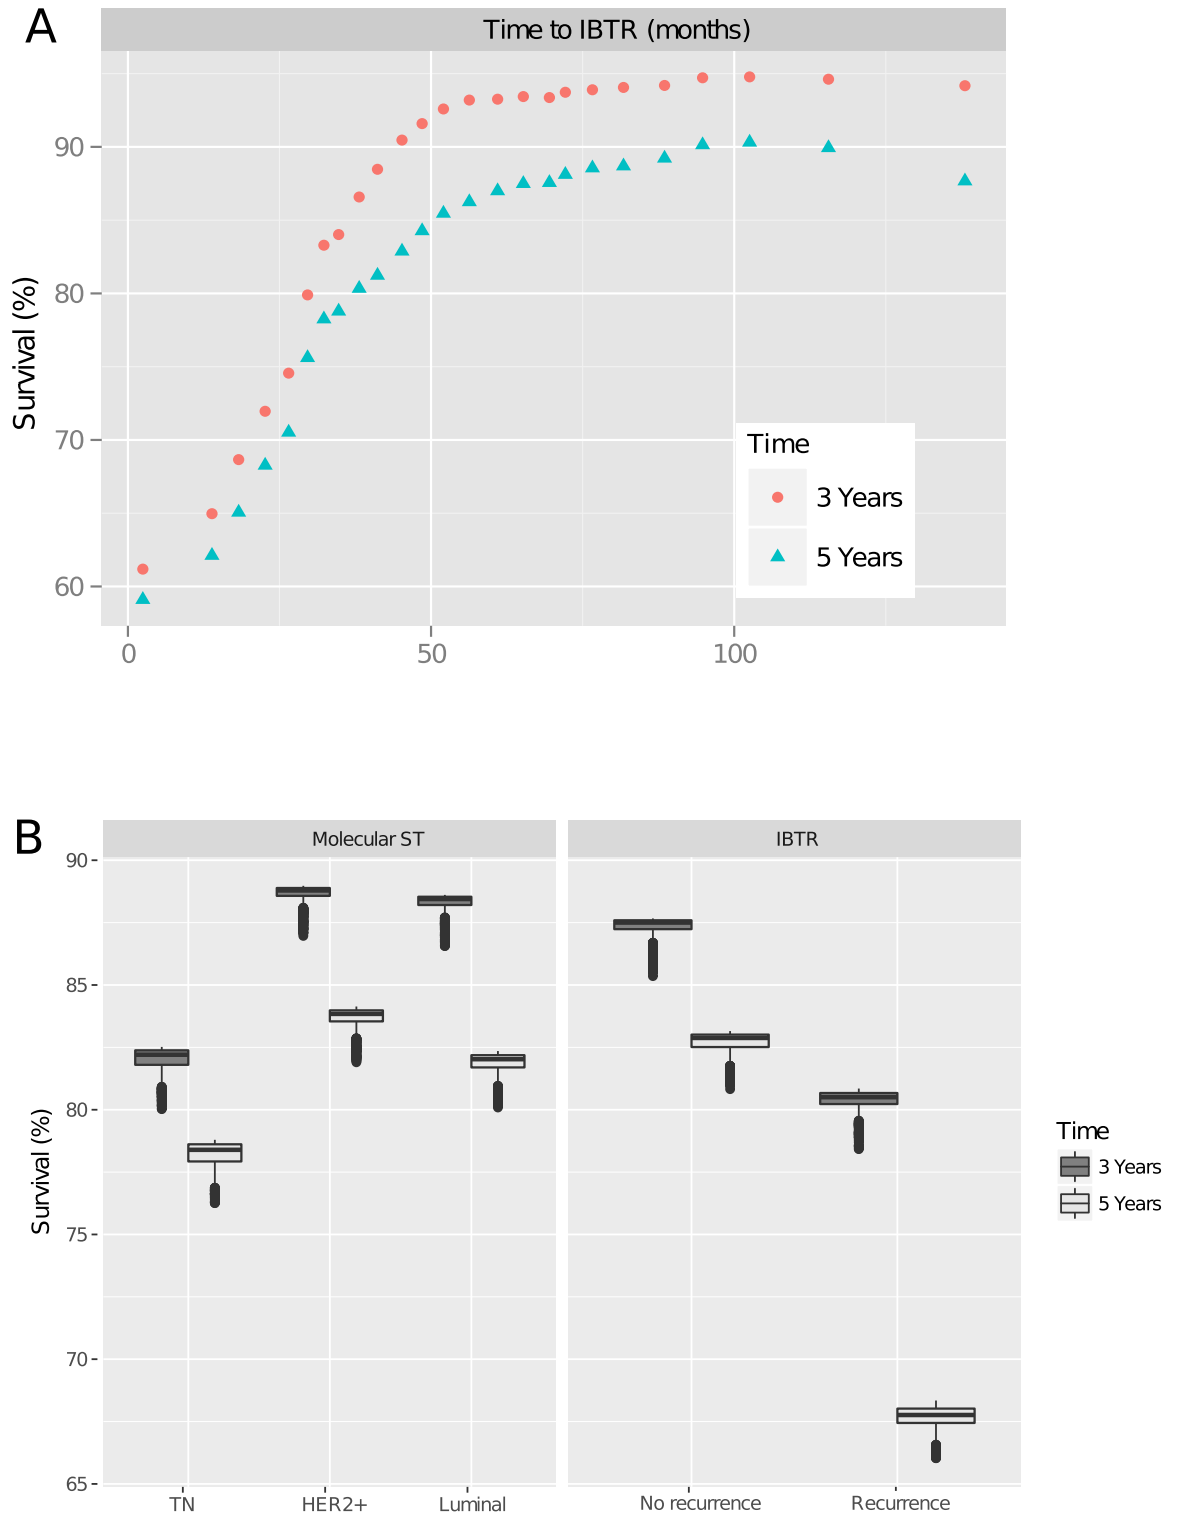 A
Time to IBTR (months)
Survival (%)
90
80
70
60
0 50 100
Time
3 Years
5 Years
B
Molecular ST IBTR
Survival (%)
90
85
80
75
70
65
TN HER2+ Luminal No recurrence Recurrence
Time
3 Years
5 Years